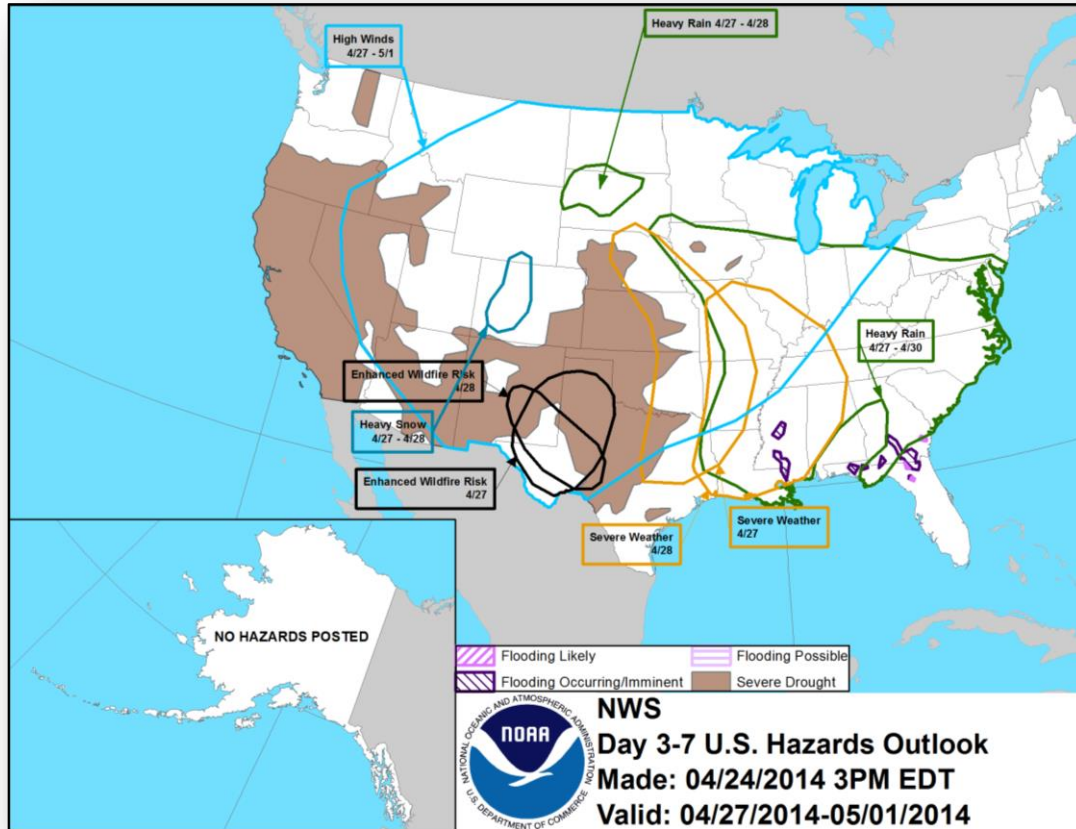 Heavy Rain 4/27 - 4/28
High Winds
4/27 - 5/1
Heavy Rain
4/27 - 4/30
Enhanced Wildfire Risk
4/28
Heavy Snow
4/27 - 4/28
Enhanced Wildfire Risk
4/27
Severe Weather
4/28
Severe Weather
4/27
NO HAZARDS POSTED
Flooding Likely
Flooding Possible
Flooding Occurring/Imminent
Severe Drought
NATIONAL OCEANIC AND ATMOSPHERIC ADMINISTRATION
NOAA
U.S. DEPARTMENT OF COMMERCE
NWS
Day 3-7 U.S. Hazards Outlook
Made: 04/24/2014 3PM EDT
Valid: 04/27/2014-05/01/2014